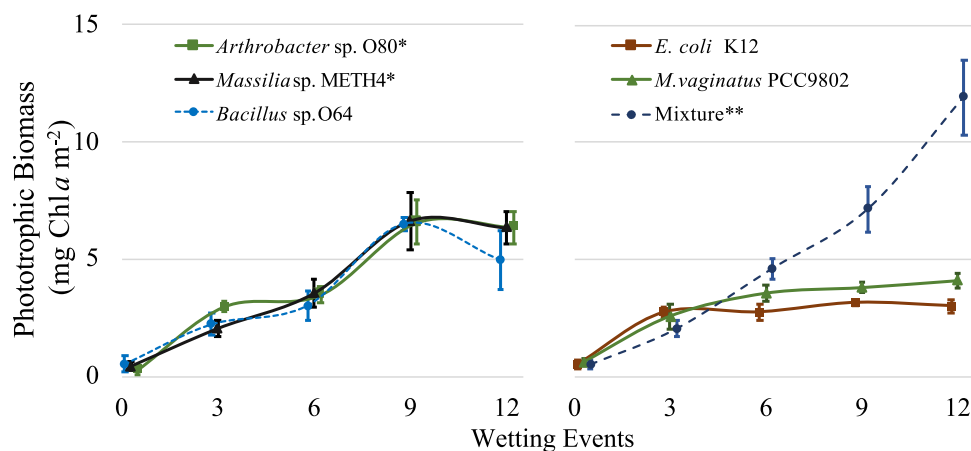 Phototrophic Biomass
(mg Chl a m-2)
15
10
5
0
Arthrobacter sp. O80*
Massilia sp. METH4*
Bacillus sp.O64
0 3 6 9 12
E. coli K12
M.vaginatus PCC9802
Mixture**
0 3 6 9 12
Wetting Events